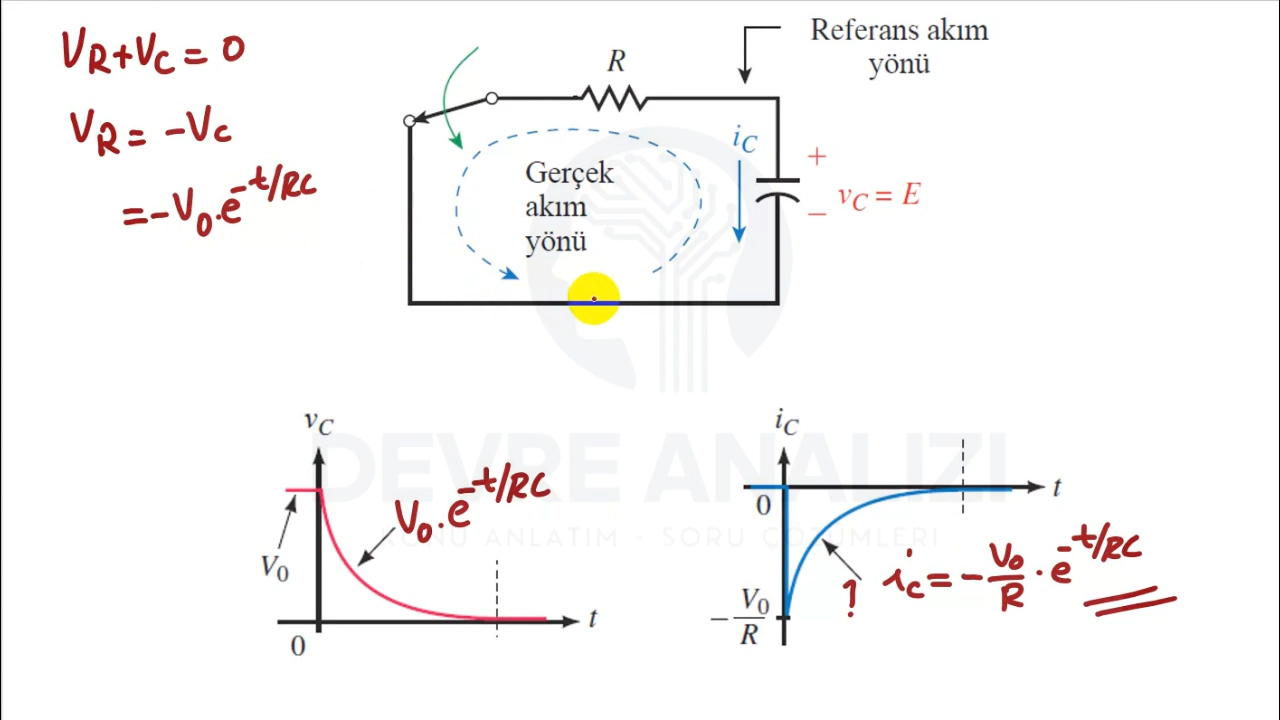 V_R + V_C = 0
V_R = -V_C
= -V_0 . e^{-t/RC}
Referans akım
yönü
R
i_C
+
v_C = E
−
Gerçek
akım
yönü
v_C
V_0 . e^{-t/RC}
V_0
0
t
i_C
0
t
-V_0/R
?
i_C = -V_0/R . e^{-t/RC}
DEVRE ANALIZI
KONU ANLATIM - SORU ÇÖZÜMLERİ